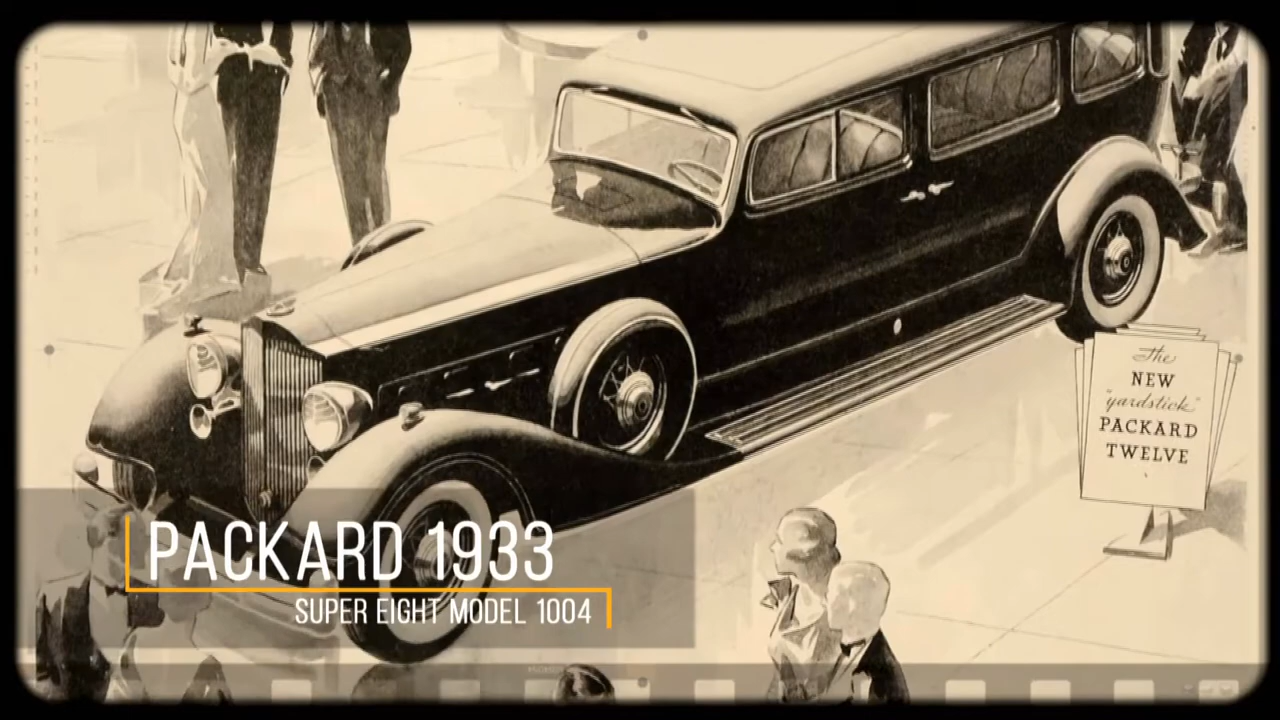 The
NEW
"yardstick"
PACKARD
TWELVE
PACKARD 1933
SUPER EIGHT MODEL 1004